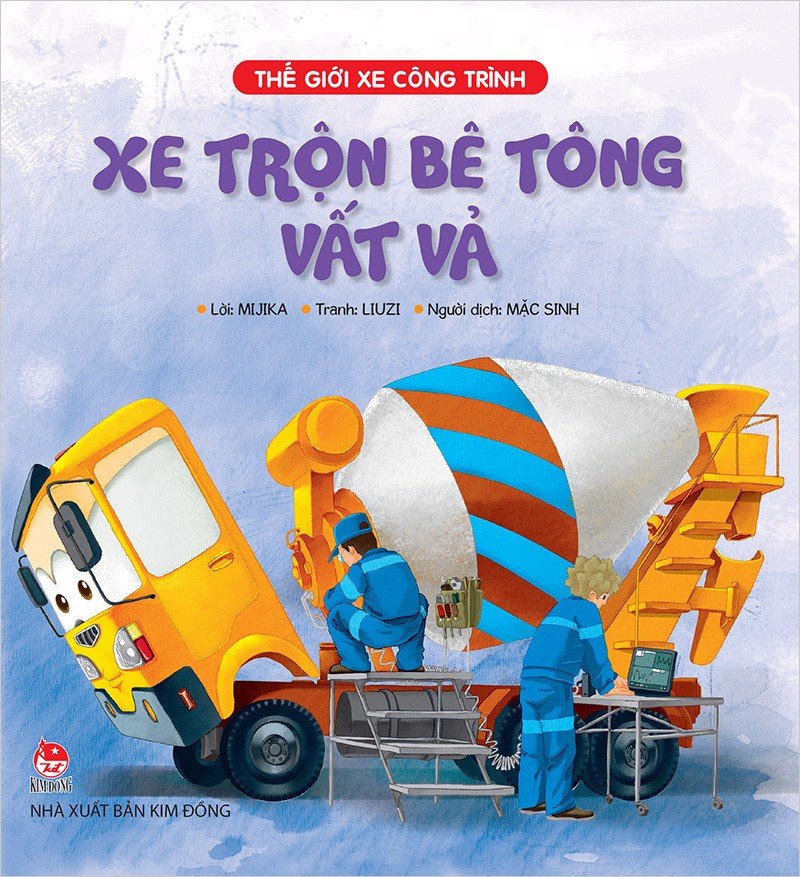 THẾ GIỚI XE CÔNG TRÌNH
XE TRỘN BÊ TÔNG
VẤT VẢ
Lời: MIJIKA • Tranh: LIUZI • Người dịch: MẶC SINH
KIM ĐỒNG
NHÀ XUẤT BẢN KIM ĐỒNG